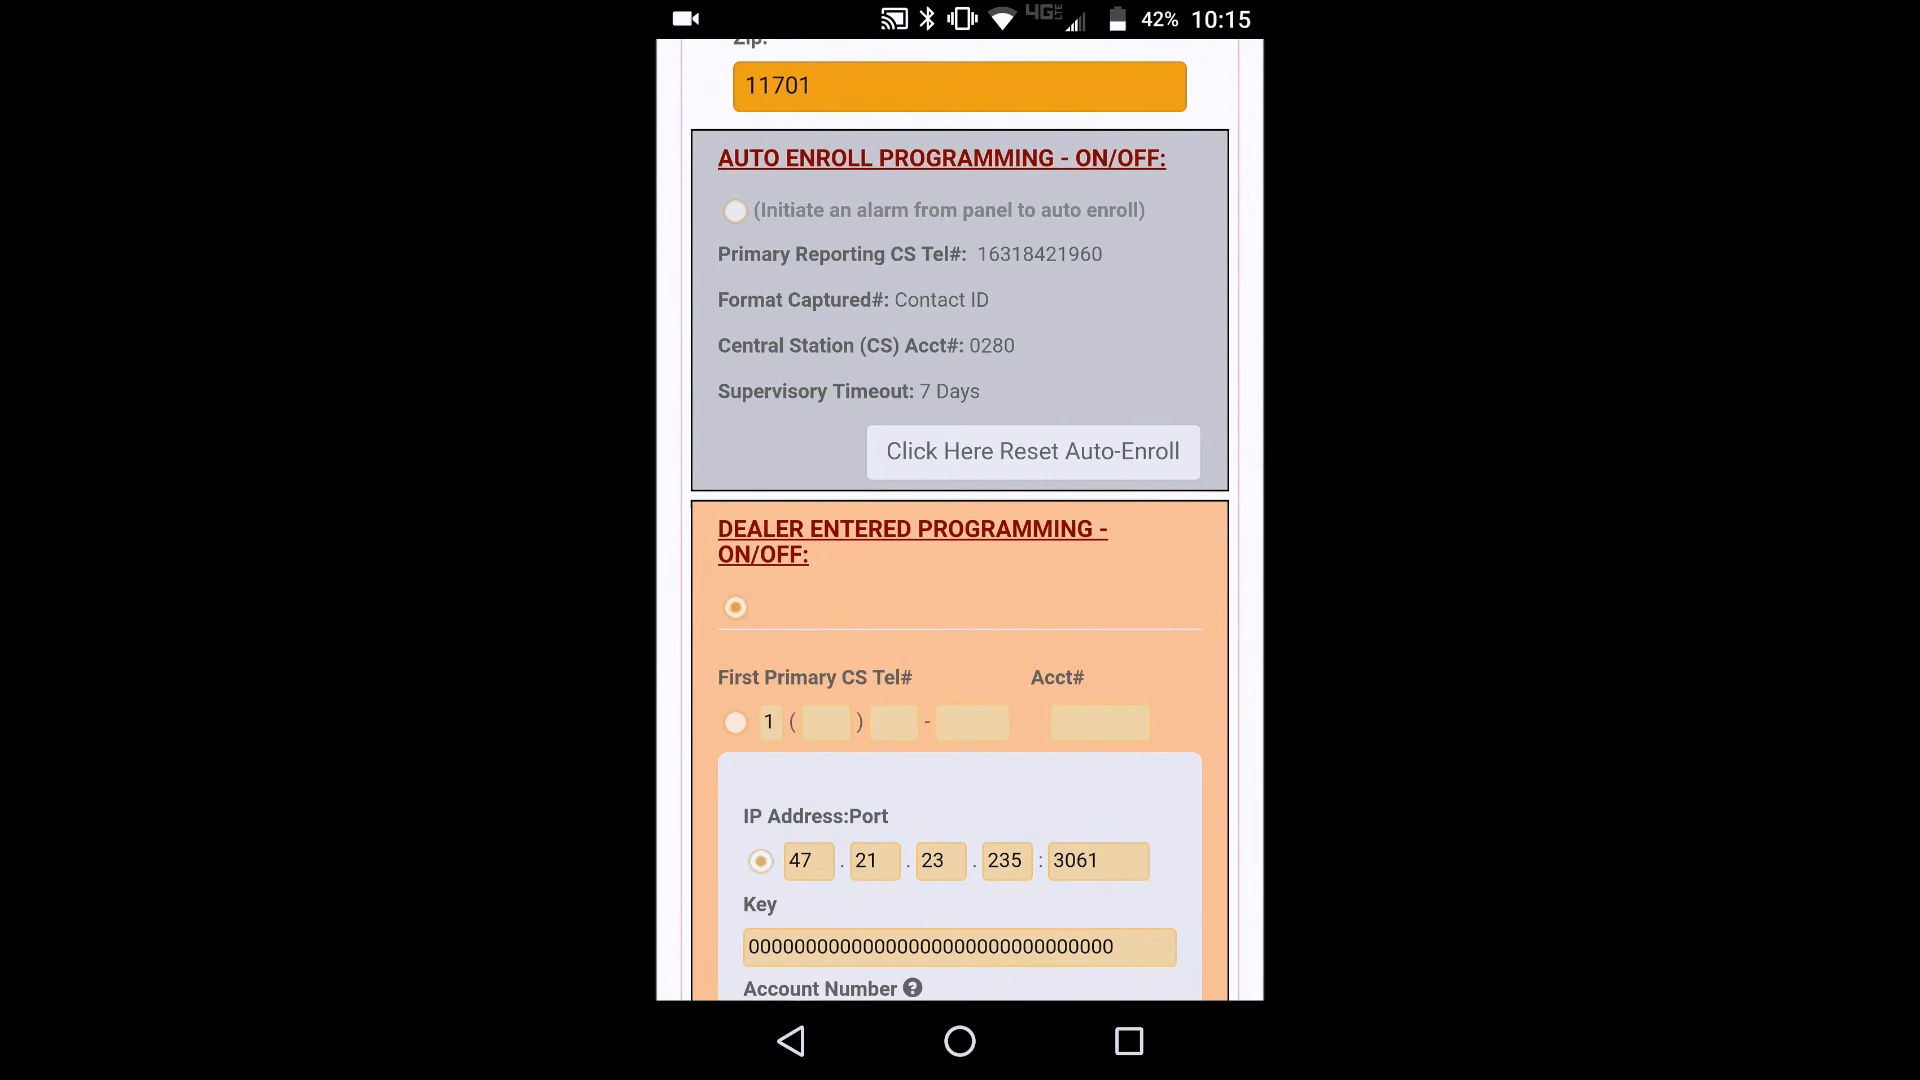 42% 10:15
Zip:
11701
AUTO ENROLL PROGRAMMING - ON/OFF:
(Initiate an alarm from panel to auto enroll)
Primary Reporting CS Tel#: 16318421960
Format Captured#: Contact ID
Central Station (CS) Acct#: 0280
Supervisory Timeout: 7 Days
Click Here Reset Auto-Enroll
DEALER ENTERED PROGRAMMING -
ON/OFF:
First Primary CS Tel# Acct#
1 ( ) -
IP Address:Port
47 . 21 . 23 . 235 : 3061
Key
00000000000000000000000000000000
Account Number ?